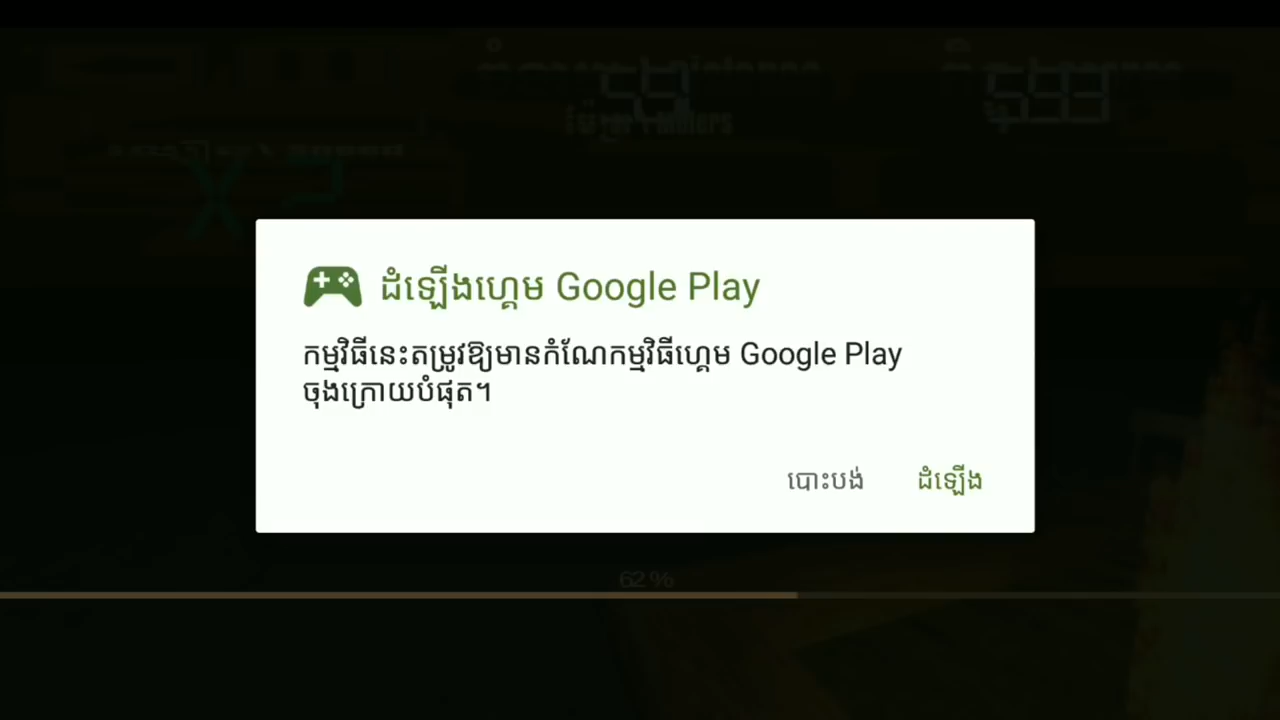 ដំឡើងហ្គេម Google Play
កម្មវិធីនេះតម្រូវឱ្យមានកំណែកម្មវិធីហ្គេម Google Play
ចុងក្រោយបំផុត។
បោះបង់ ដំឡើង
62 %